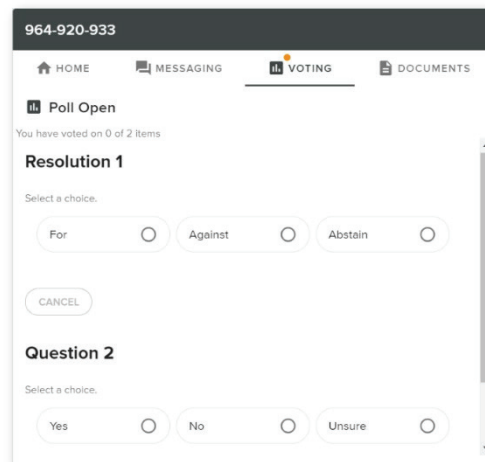 964-920-933
HOME MESSAGING VOTING DOCUMENTS
Poll Open
You have voted on 0 of 2 items
Resolution 1
Select a choice.
For Against Abstain
CANCEL
Question 2
Select a choice.
Yes No Unsure